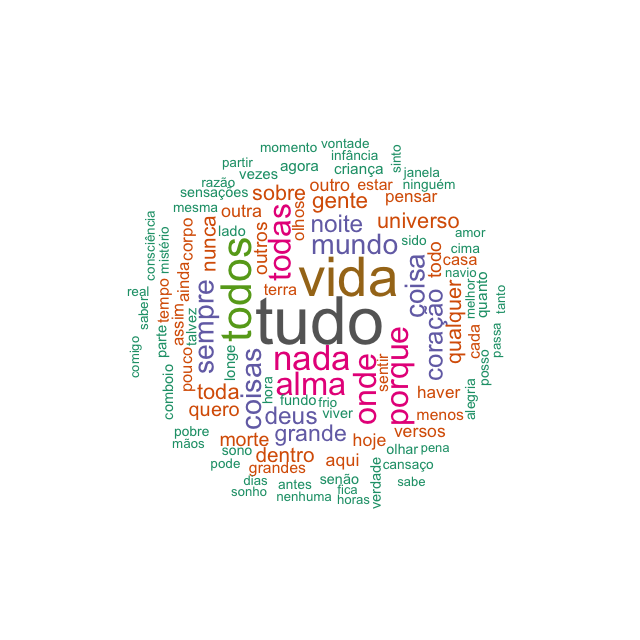 momento
vontade
partir
infância
sinto
vezes
agora
criança
janela
razão
outro
estar
ninguém
sensações
sobre
gente
pensar
mesma
outra
todas
olhos
noite
universo
lado
outros
mundo
sido
amor
consciência
mistério
corpo
nunca
todos
vida
coisa
todo
cima
casa
navio
ainda
sempre
terra
coração
qualquer
melhor
quanto
tanto
real
saber
tempo
assim
talvez
tudo
nada
onde
porque
cada
passa
posso
parte
pouco
longe
coisas
alma
sentir
comigo
comboio
toda
hora
haver
alegria
quero
fundo
frio
viver
menos
deus
grande
pobre
mãos
morte
hoje
versos
sono
dentro
aqui
olhar
pena
pode
grandes
cansaço
dias
antes
senão
verdade
sabe
sonho
nenhuma
fica
horas